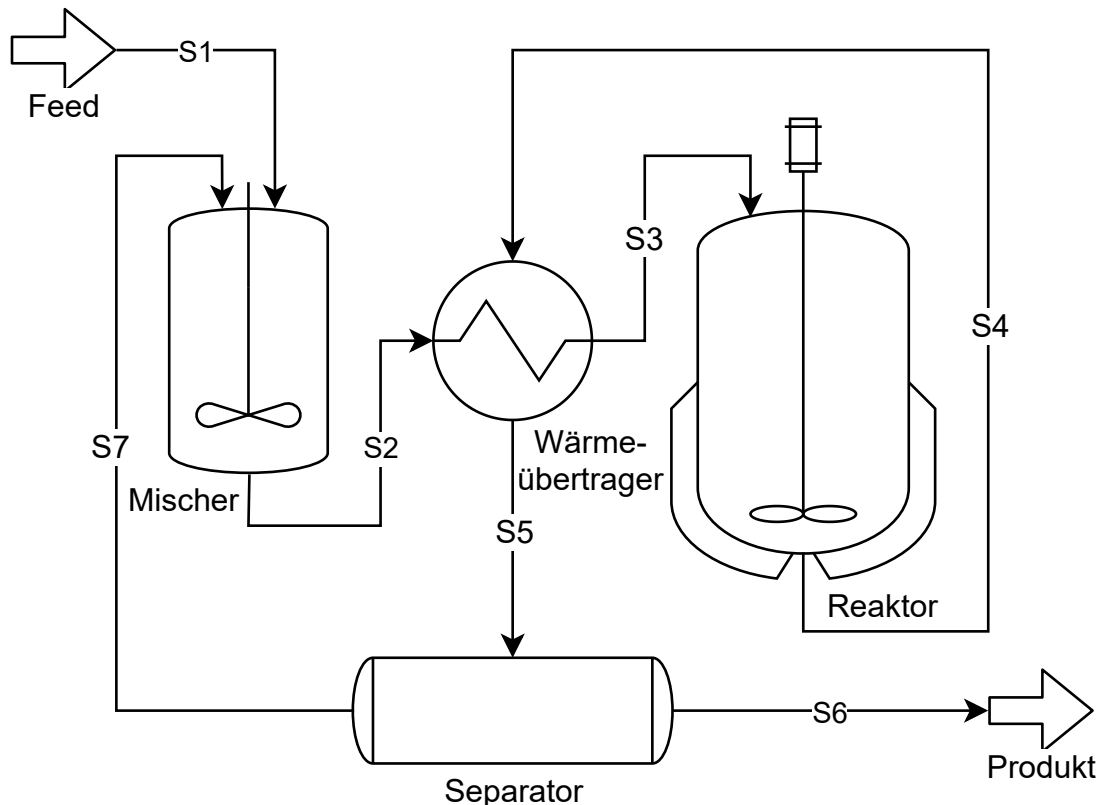 S1
Feed
S3
S4
S7
S2
Wärme-
übertrager
Mischer
S5
Reaktor
S6
Produkt
Separator